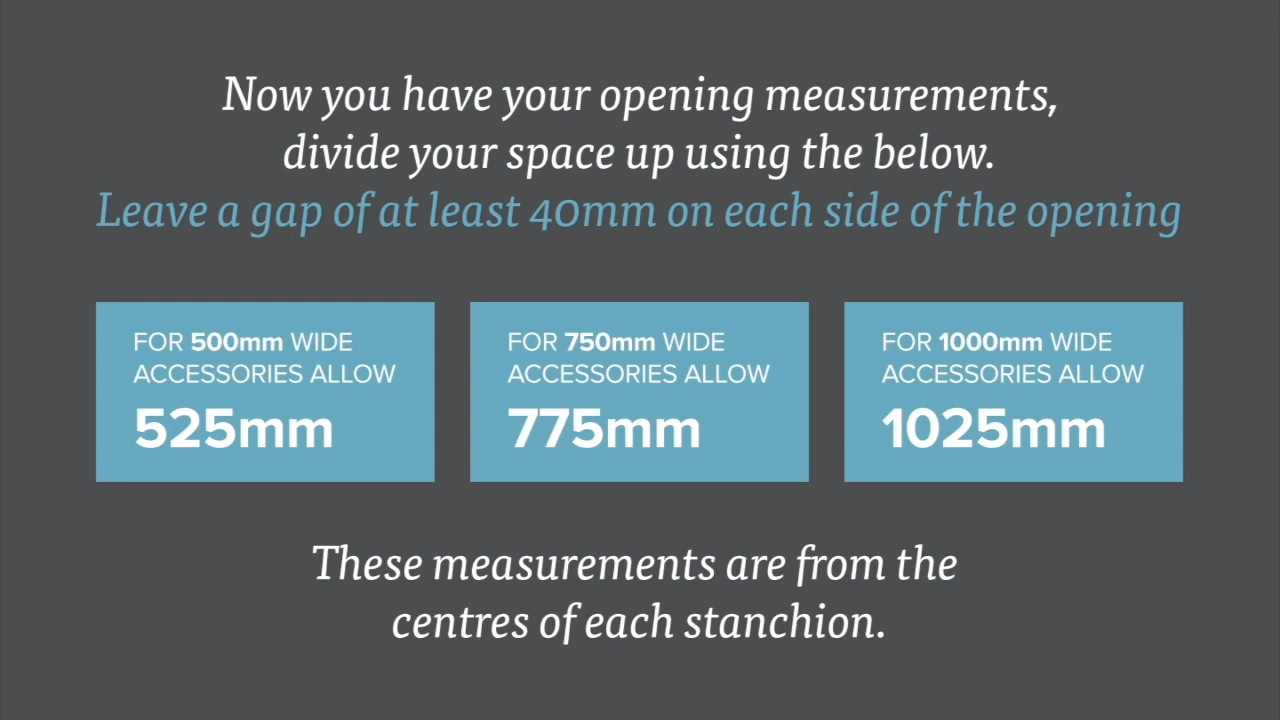 Now you have your opening measurements,
divide your space up using the below.
Leave a gap of at least 40mm on each side of the opening
FOR 500mm WIDE
ACCESSORIES ALLOW
525mm
FOR 750mm WIDE
ACCESSORIES ALLOW
775mm
FOR 1000mm WIDE
ACCESSORIES ALLOW
1025mm
These measurements are from the
centres of each stanchion.